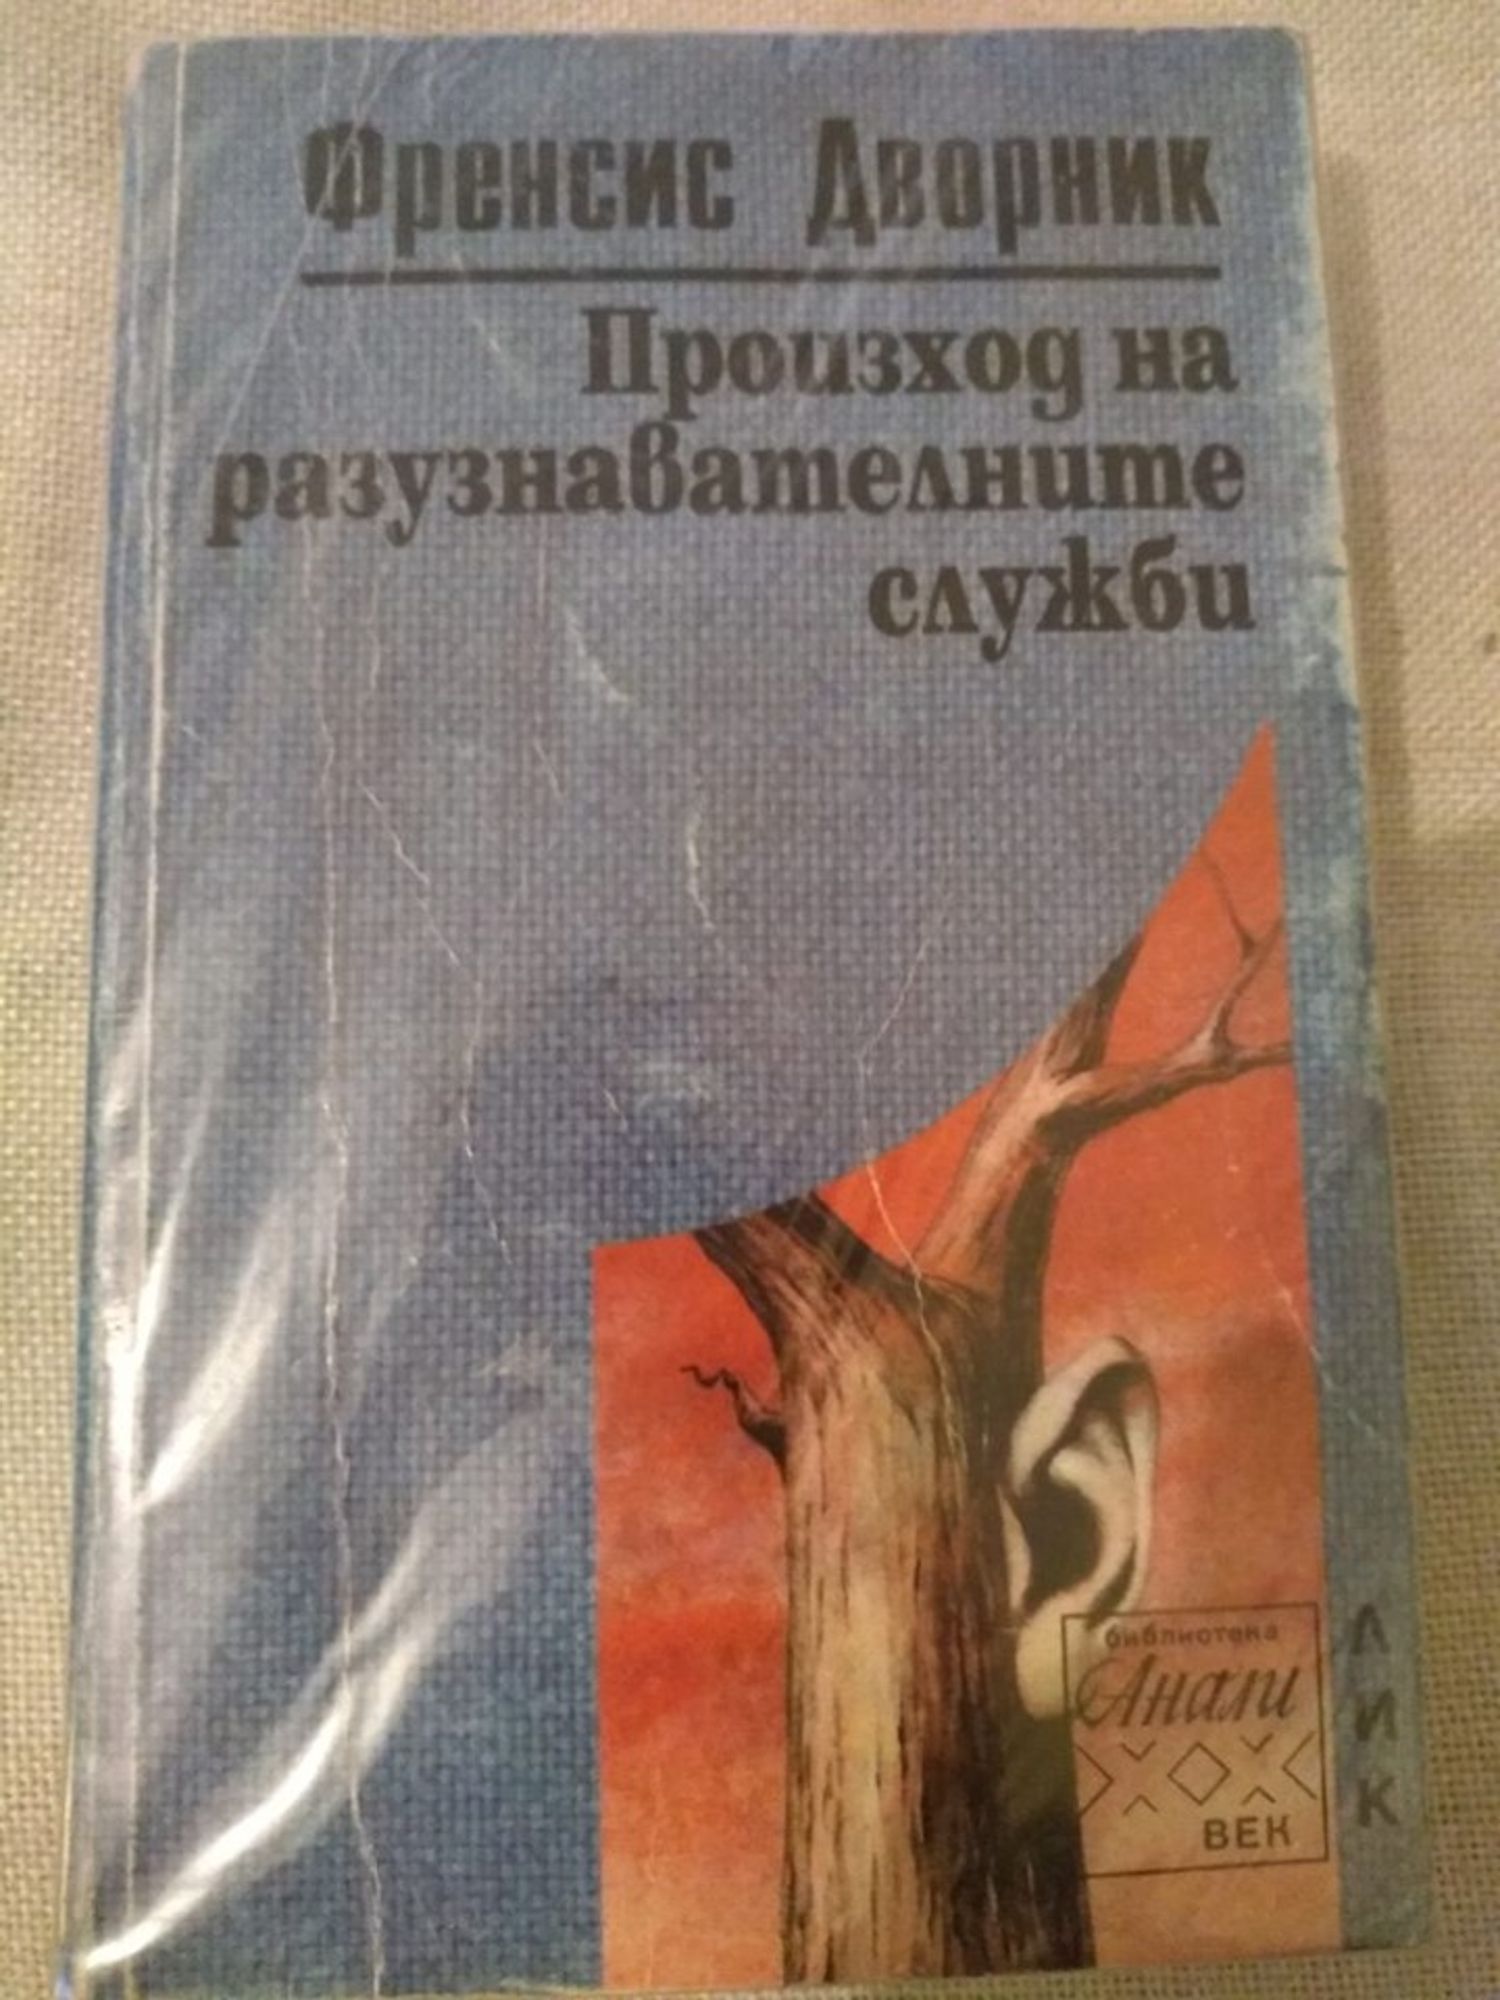 Френсис Дворник
Произход на
разузнавателните
служби
библиотека
Анали
XX
ВЕК
ЛИК